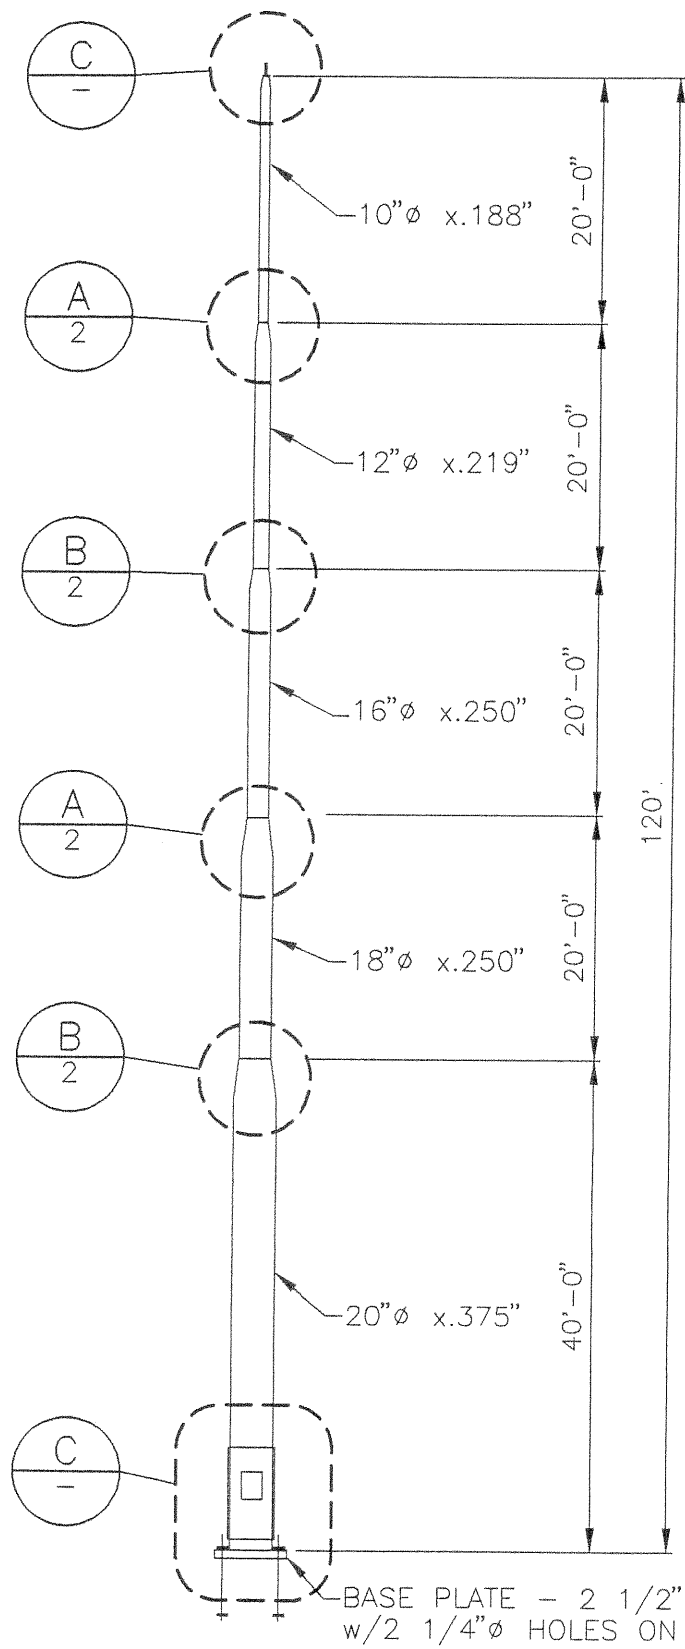 C
-
20'-0"
10"ø x.188"
A
2
20'-0"
12"ø x.219"
B
2
20'-0"
16"ø x.250"
120'
A
2
20'-0"
18"ø x.250"
B
2
40'-0"
20"ø x.375"
C
-
BASE PLATE - 2 1/2"
w/2 1/4"ø HOLES ON